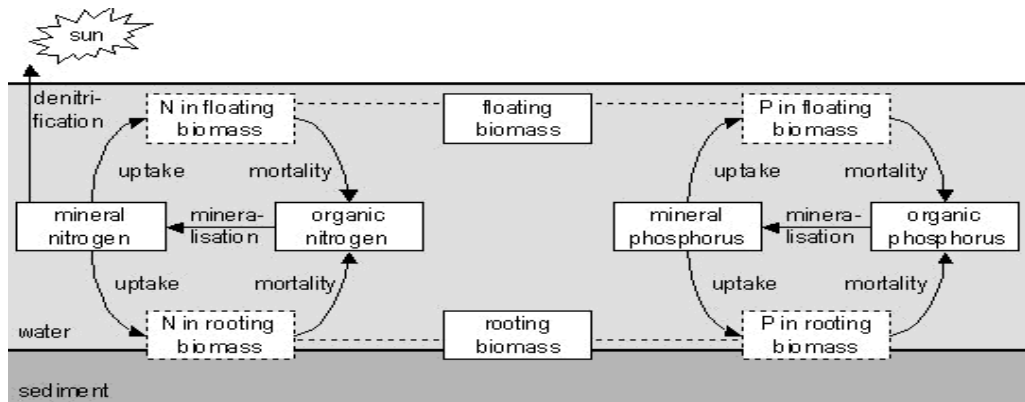 sun
denitri-
fication
N in floating
biomass
floating
biomass
P in floating
biomass
uptake
mortality
uptake
mortality
mineral
nitrogen
minera-
lisation
organic
nitrogen
mineral
phosphorus
minera-
lisation
organic
phosphorus
uptake
mortality
uptake
mortality
water
N in rooting
biomass
rooting
biomass
P in rooting
biomass
sediment